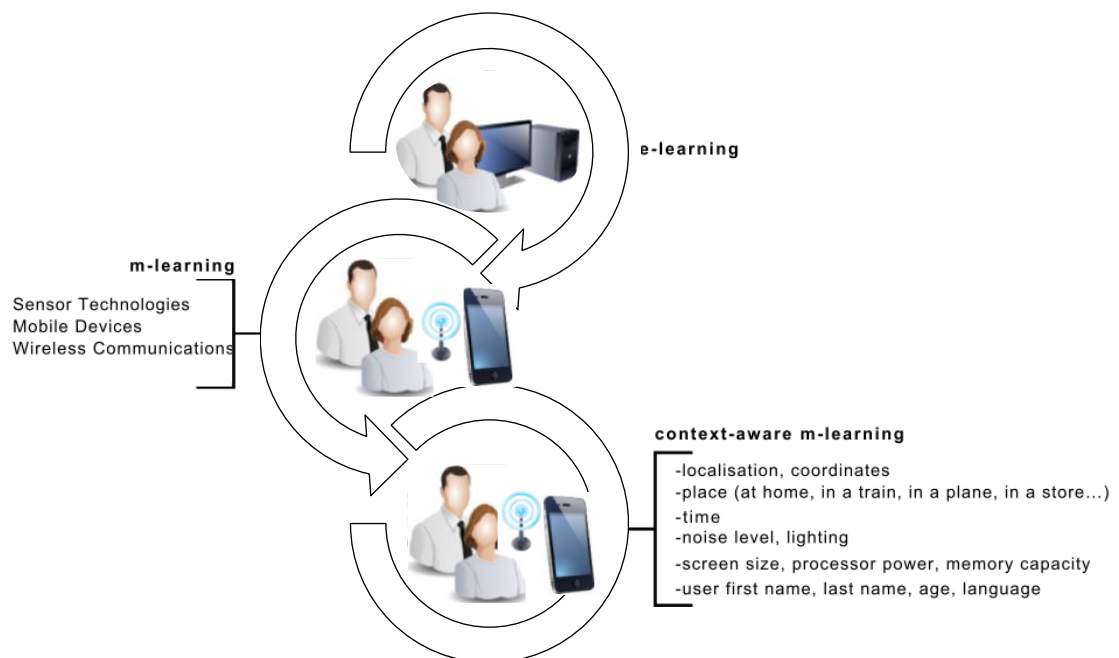 e-learning
m-learning
Sensor Technologies
Mobile Devices
Wireless Communications
context-aware m-learning
-localisation, coordinates
-place (at home, in a train, in a plane, in a store...)
-time
-noise level, lighting
-screen size, processor power, memory capacity
-user first name, last name, age, language